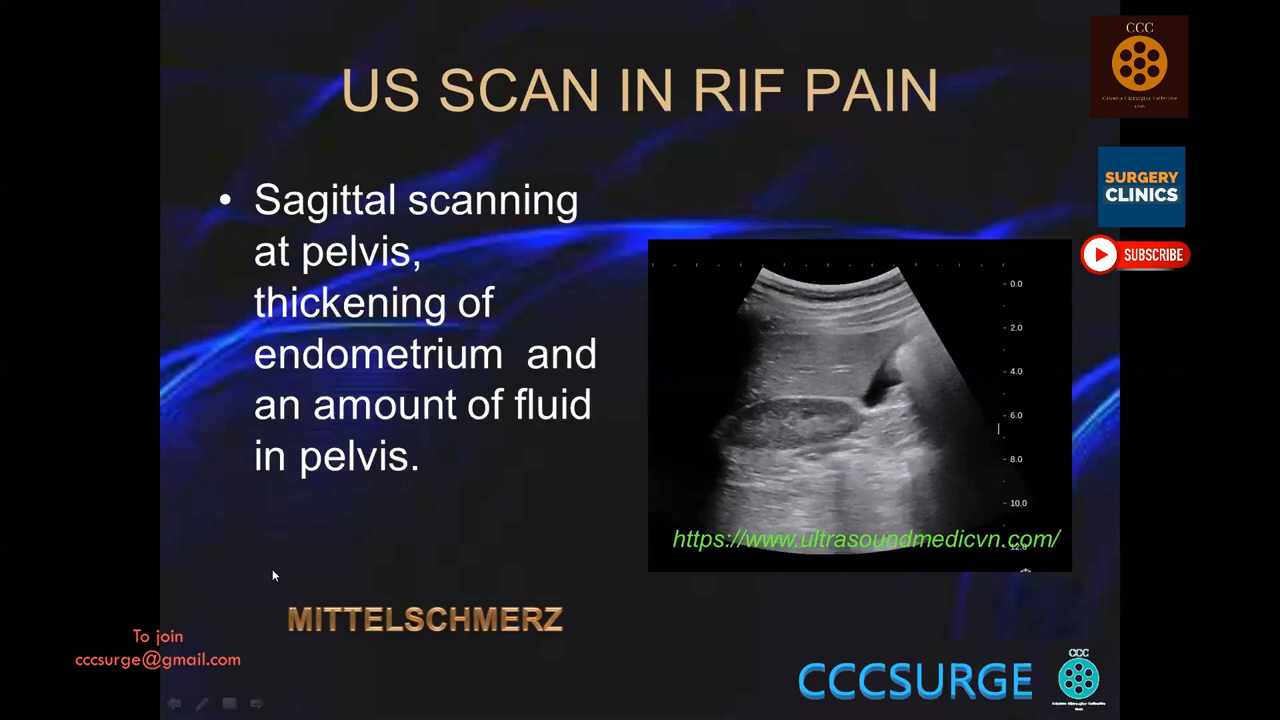 US SCAN IN RIF PAIN
• Sagittal scanning
at pelvis,
thickening of
endometrium and
an amount of fluid
in pelvis.
0.0
2.0
4.0
6.0
8.0
10.0
12.0
https://www.ultrasoundmedicvn.com/
MITTELSCHMERZ
To join
cccsurge@gmail.com
CCCSURGE
CCC
CCC
SURGERY
CLINICS
SUBSCRIBE